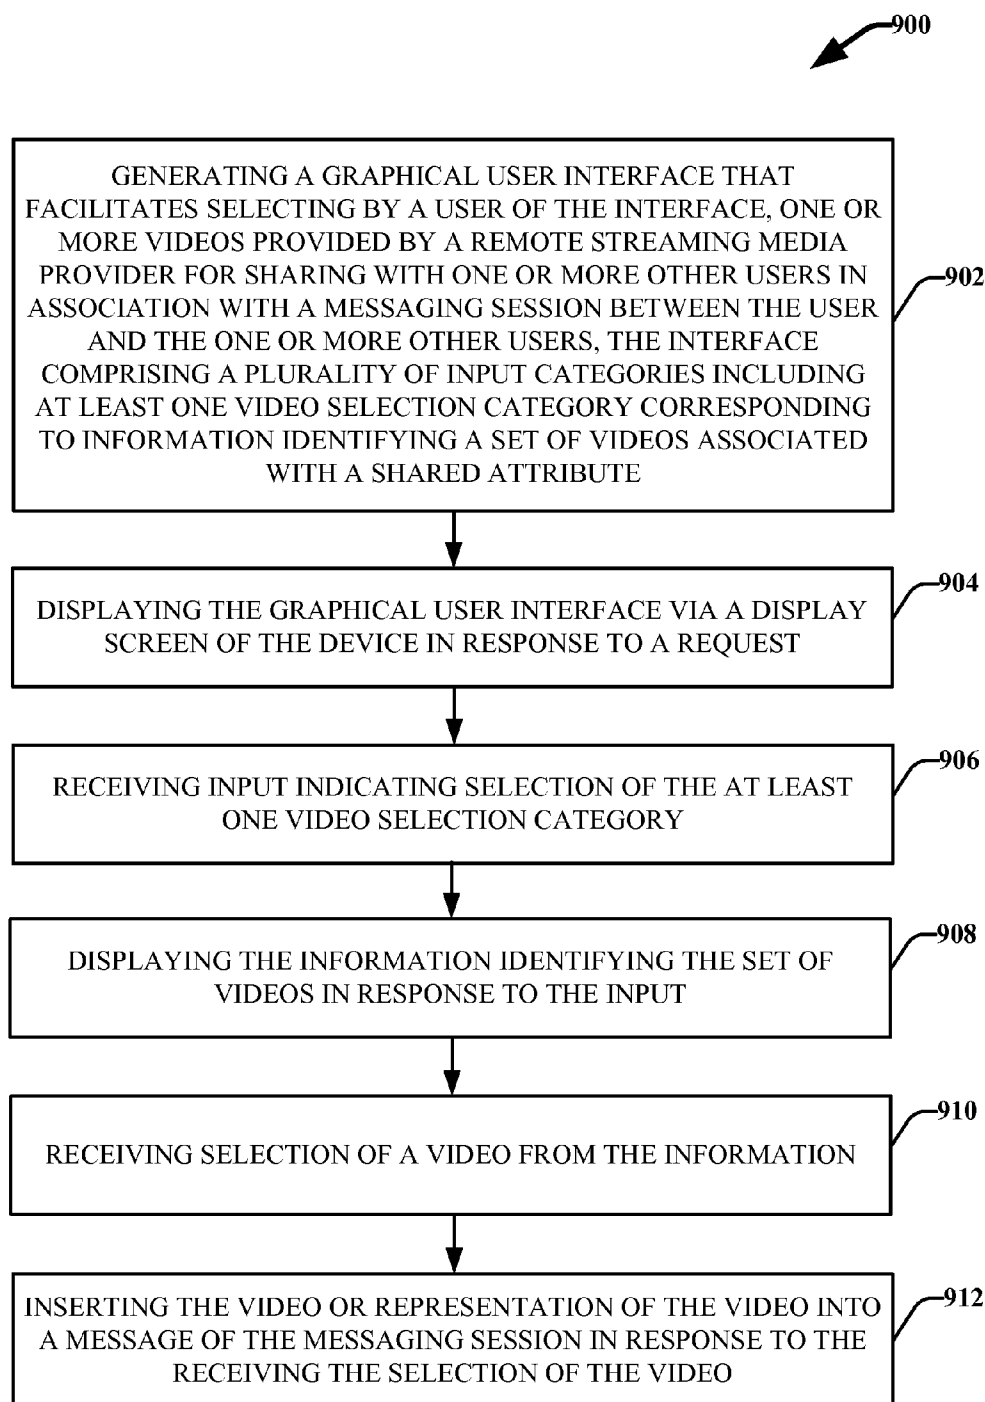 900
GENERATING A GRAPHICAL USER INTERFACE THAT
FACILITATES SELECTING BY A USER OF THE INTERFACE, ONE OR
MORE VIDEOS PROVIDED BY A REMOTE STREAMING MEDIA
PROVIDER FOR SHARING WITH ONE OR MORE OTHER USERS IN
ASSOCIATION WITH A MESSAGING SESSION BETWEEN THE USER
AND THE ONE OR MORE OTHER USERS, THE INTERFACE
COMPRISING A PLURALITY OF INPUT CATEGORIES INCLUDING
AT LEAST ONE VIDEO SELECTION CATEGORY CORRESPONDING
TO INFORMATION IDENTIFYING A SET OF VIDEOS ASSOCIATED
WITH A SHARED ATTRIBUTE
902
DISPLAYING THE GRAPHICAL USER INTERFACE VIA A DISPLAY
SCREEN OF THE DEVICE IN RESPONSE TO A REQUEST
904
RECEIVING INPUT INDICATING SELECTION OF THE AT LEAST
ONE VIDEO SELECTION CATEGORY
906
DISPLAYING THE INFORMATION IDENTIFYING THE SET OF
VIDEOS IN RESPONSE TO THE INPUT
908
RECEIVING SELECTION OF A VIDEO FROM THE INFORMATION
910
INSERTING THE VIDEO OR REPRESENTATION OF THE VIDEO INTO
A MESSAGE OF THE MESSAGING SESSION IN RESPONSE TO THE
RECEIVING THE SELECTION OF THE VIDEO
912